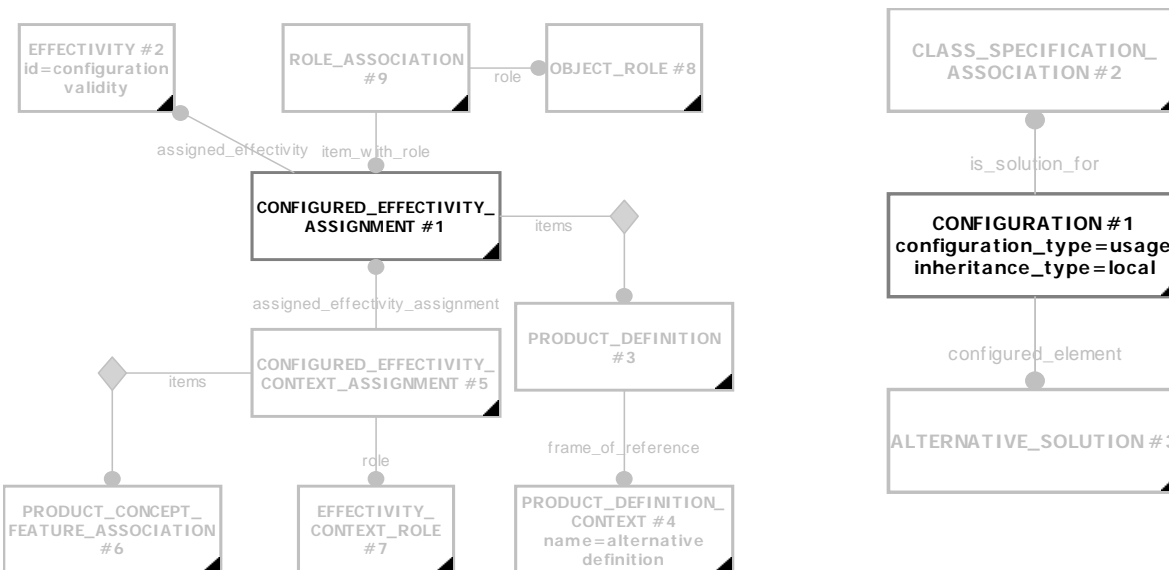 EFFECTIVITY #2
id=configuration
validity
ROLE_ASSOCIATION
#9
role
OBJECT_ROLE #8
assigned_effectivity
item_with_role
CONFIGURED_EFFECTIVITY_
ASSIGNMENT #1
items
assigned_effectivity_assignment
CONFIGURED_EFFECTIVITY_
CONTEXT_ASSIGNMENT #5
items
PRODUCT_DEFINITION
#3
role
frame_of_reference
PRODUCT_CONCEPT_
FEATURE_ASSOCIATION
#6
EFFECTIVITY_
CONTEXT_ROLE
#7
PRODUCT_DEFINITION_
CONTEXT #4
name=alternative
definition
CLASS_SPECIFICATION_
ASSOCIATION #2
is_solution_for
CONFIGURATION #1
configuration_type=usage
inheritance_type=local
configured_element
ALTERNATIVE_SOLUTION #3